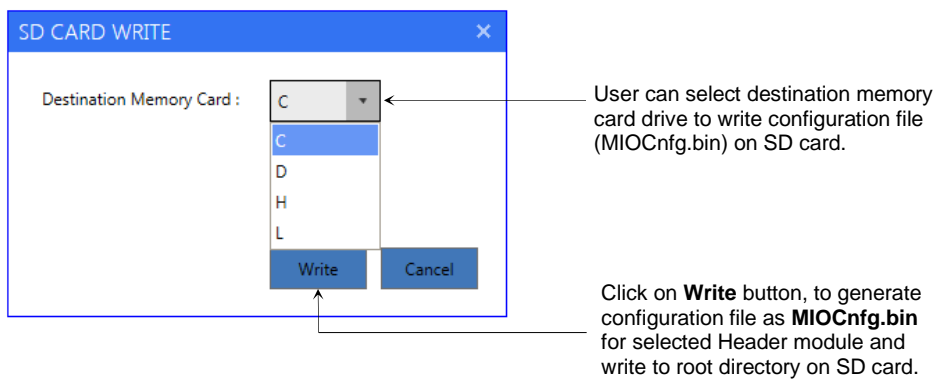 SD CARD WRITE
Destination Memory Card :
C
C
D
H
L
Write
Cancel
User can select destination memory
card drive to write configuration file
(MIOCnfg.bin) on SD card.
Click on Write button, to generate
configuration file as MIOCnfg.bin
for selected Header module and
write to root directory on SD card.